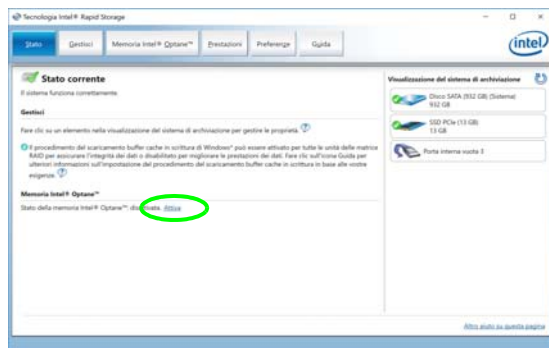 Tecnologia Intel® Rapid Storage
Stato
Gestisci
Memoria Intel® Optane™
Prestazioni
Preferenze
Guida
intel
Stato corrente
Il sistema funziona correttamente.
Gestisci
Fare clic su un elemento nella visualizzazione del sistema di archiviazione per gestire le proprietà.
Il procedimento del scaricamento buffer cache in scrittura di Windows* può essere attivato per tutte le unità delle matrice
RAID per assicurare l'integrità dei dati o disabilitato per migliorare le prestazioni dei dati. Fare clic sull'icona Guida per
ulteriori informazioni sull'impostazione del procedimento del scaricamento buffer cache in scrittura in base alle vostre
esigenze.
Memoria Intel® Optane™
Stato della memoria Intel® Optane™: disattivata. Attiva
Visualizzazione del sistema di archiviazione
Disco SATA (932 GB) (Sistema)
932 GB
SSD PCIe (13 GB)
13 GB
Porta interna vuota 3
Altro aiuto su questa pagina